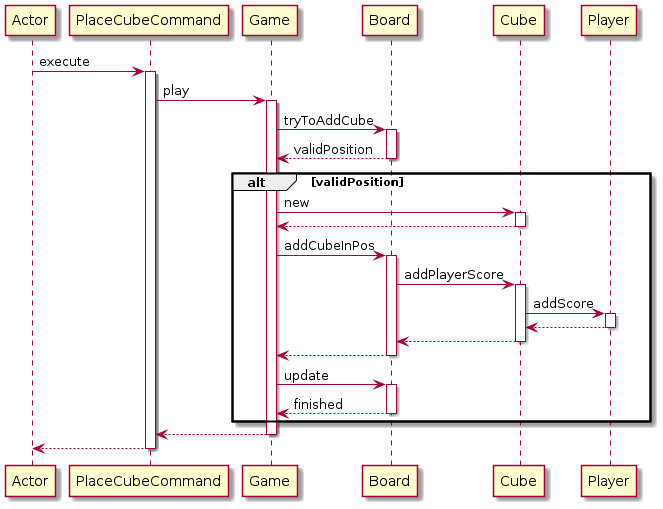 Actor PlaceCubeCommand Game Board Cube Player
execute
play
tryToAddCube
validPosition
alt [validPosition]
new
addCubeInPos
addPlayerScore
addScore
update
finished
Actor PlaceCubeCommand Game Board Cube Player